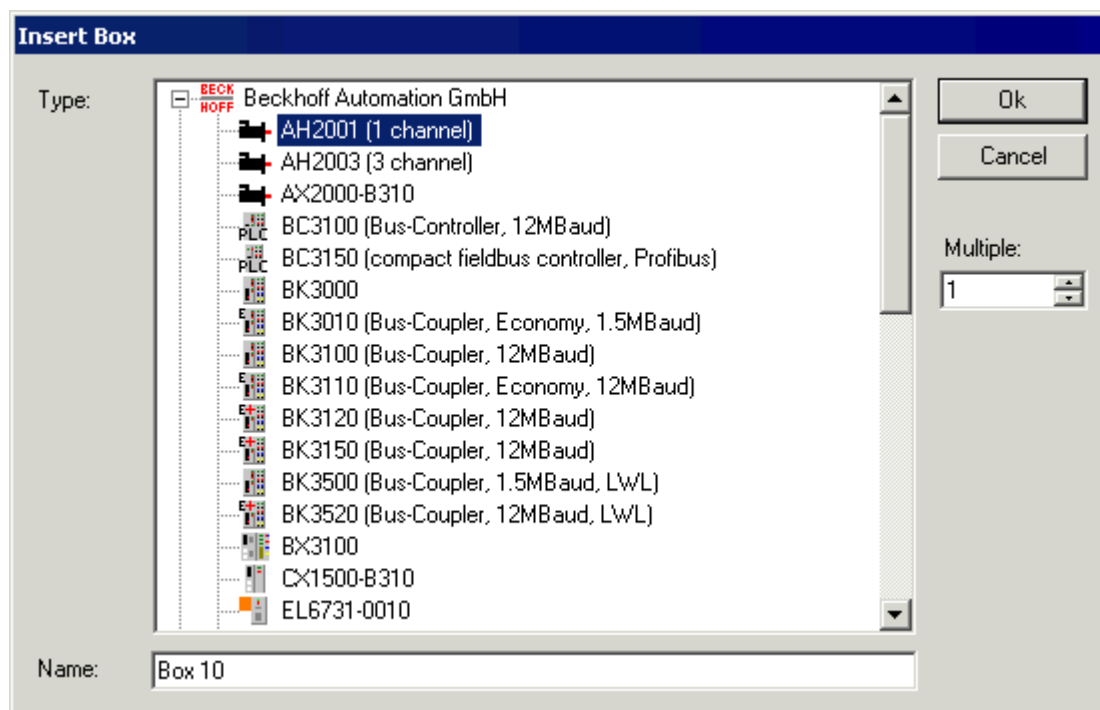 Insert Box
Type:
BECK
HOFF
Beckhoff Automation GmbH
AH2001 (1 channel)
AH2003 (3 channel)
AX2000-B310
PLC BC3100 (Bus-Controller, 12MBaud)
PLC BC3150 (compact fieldbus controller, Profibus)
BK3000
E BK3010 (Bus-Coupler, Economy, 1.5MBaud)
BK3100 (Bus-Coupler, 12MBaud)
E BK3110 (Bus-Coupler, Economy, 12MBaud)
E+ BK3120 (Bus-Coupler, 12MBaud)
E+ BK3150 (Bus-Coupler, 12MBaud)
BK3500 (Bus-Coupler, 1.5MBaud, LWL)
E+ BK3520 (Bus-Coupler, 12MBaud, LWL)
BX3100
CX1500-B310
EL6731-0010
Ok
Cancel
Multiple:
1
Name:
Box 10